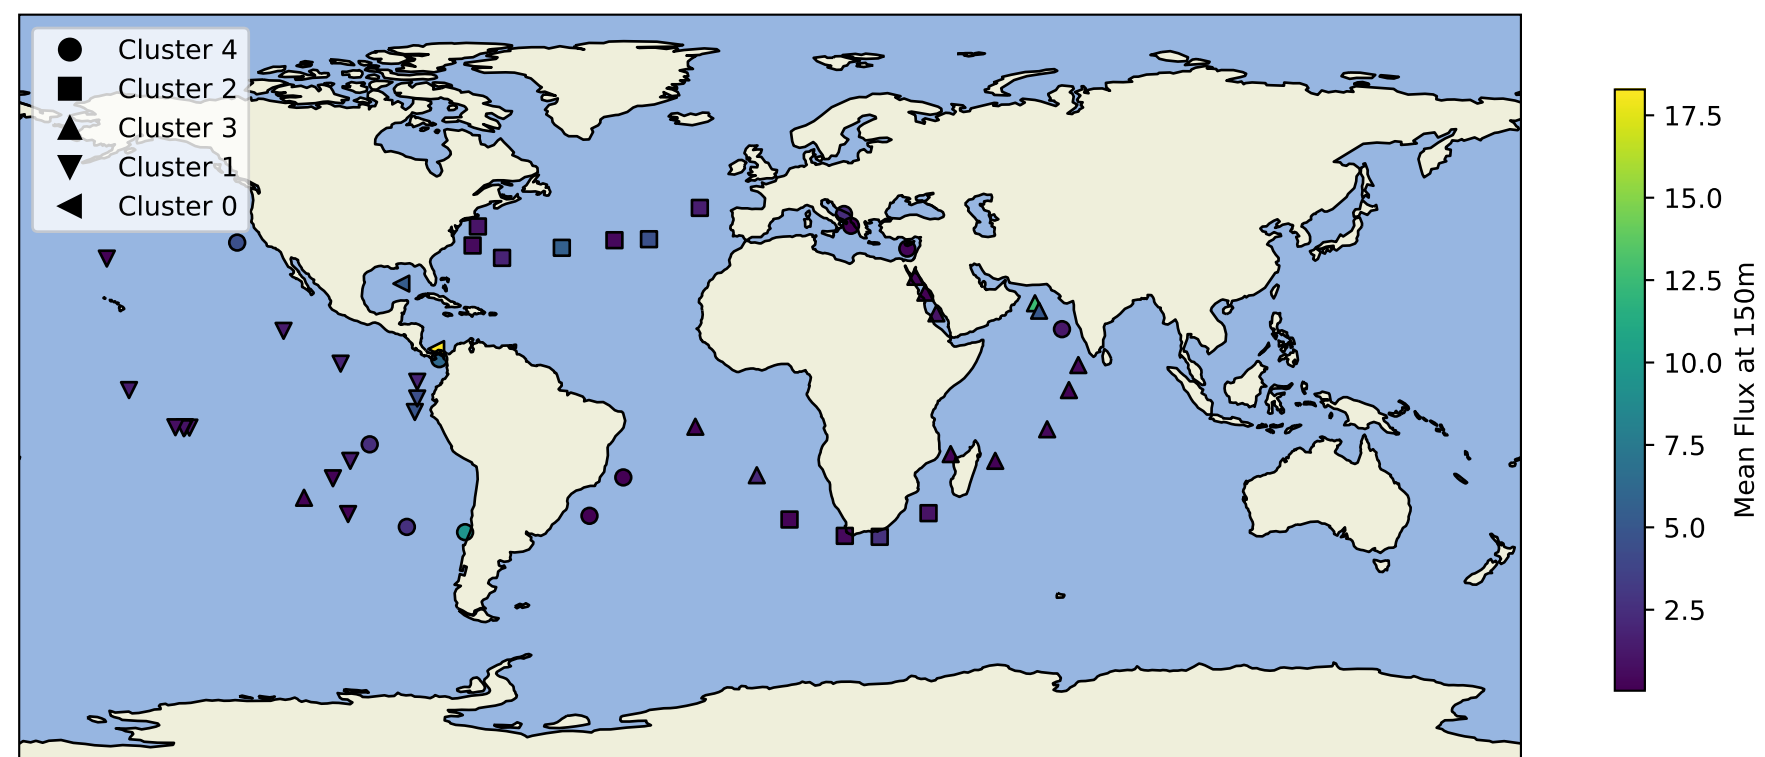 Cluster 4
Cluster 2
Cluster 3
Cluster 1
Cluster 0
17.5
15.0
12.5
10.0
7.5
5.0
2.5
Mean Flux at 150m